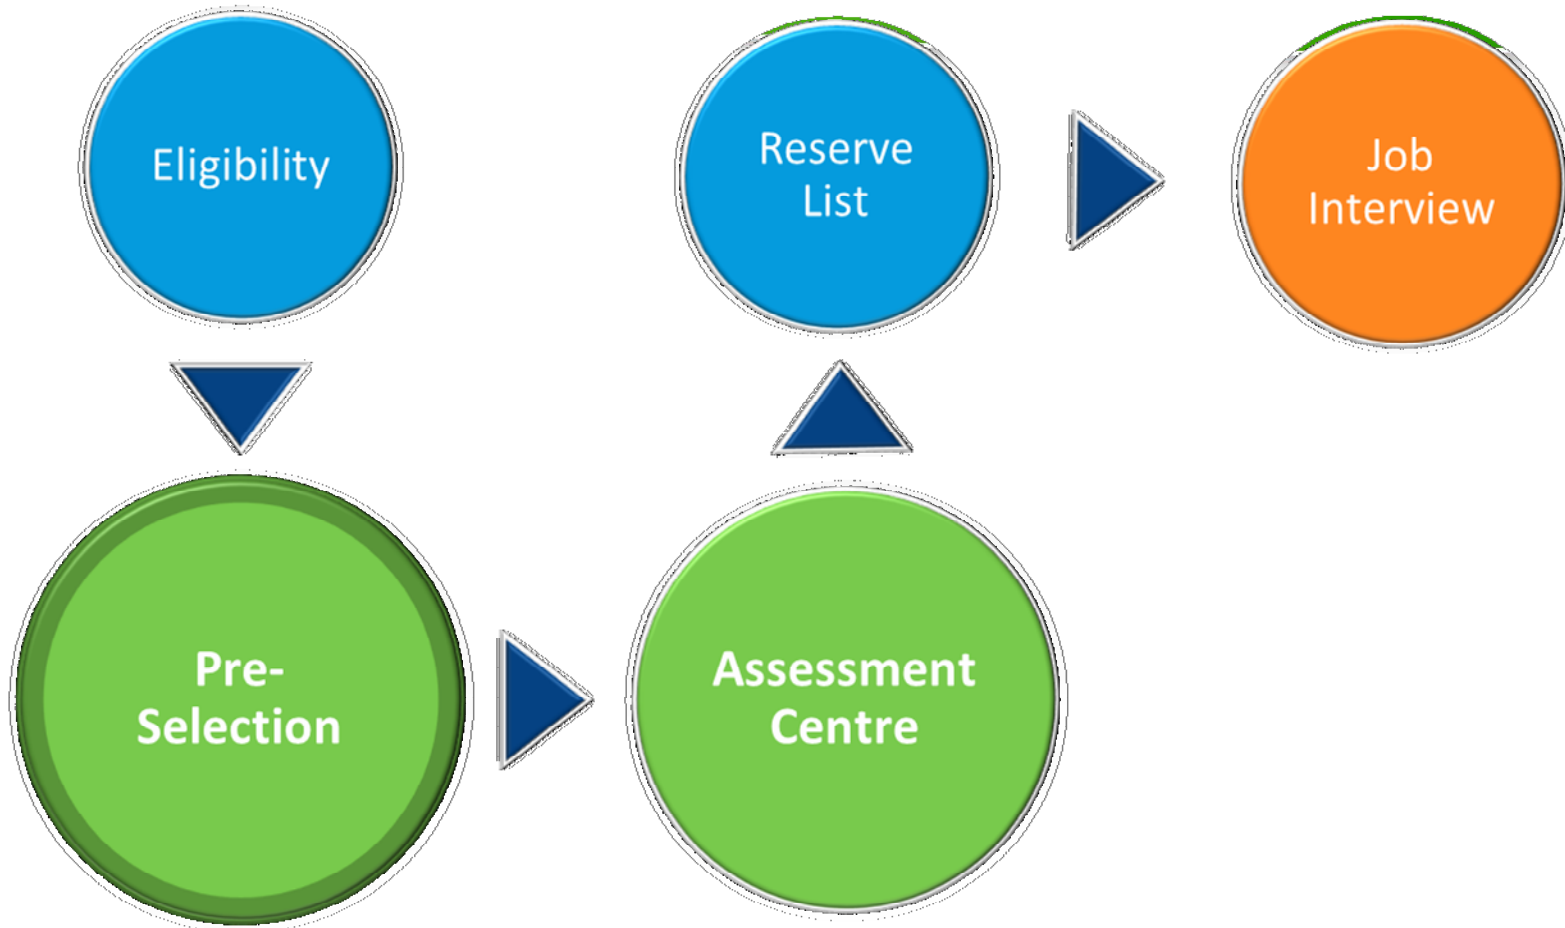 Eligibility
Pre-
Selection
Assessment
Centre
Reserve
List
Job
Interview